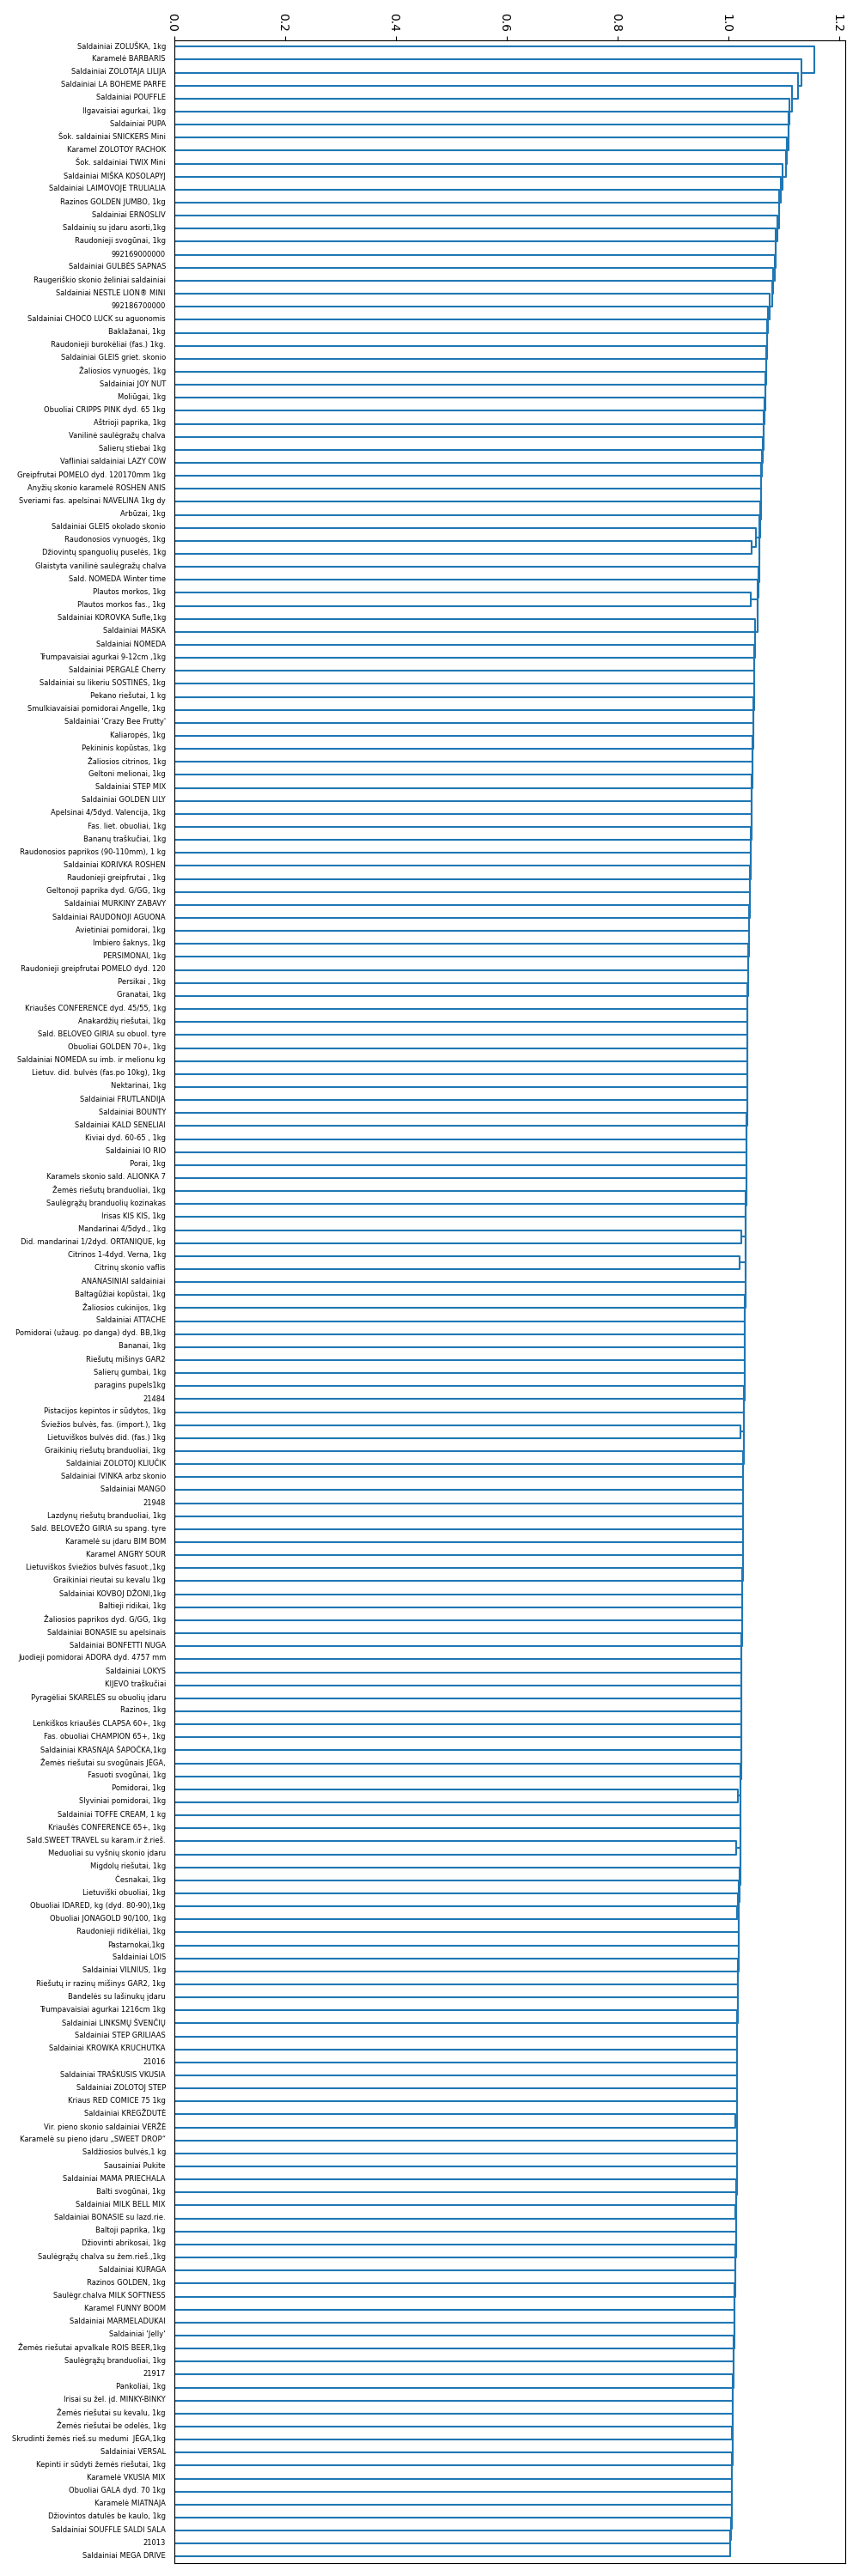 0.0 0.2 0.4 0.6 0.8 1.0 1.2
Saldainiai ZOLUŠKA, 1kg
Karamelė BARBARIS
Saldainiai ZOLOTAJA LILIJA
Saldainiai LA BOHEME PARFE
Saldainiai POUFFLE
Ilgavaisiai agurkai, 1kg
Saldainiai PUPA
Šok. saldainiai SNICKERS Mini
Karamel ZOLOTOY RACHOK
Šok. saldainiai TWIX Mini
Saldainiai MIŠKA KOSOLAPYJ
Saldainiai LAIMOVOJE TRULIALIA
Razinos GOLDEN JUMBO, 1kg
Saldainiai ERNOSLIV
Saldainių su įdaru asorti,1kg
Raudonieji svogūnai, 1kg
992169000000
Saldainiai GULBĖS SAPNAS
Raugeriškio skonio želiniai saldainiai
Saldainiai NESTLE LION® MINI
992186700000
Saldainiai CHOCO LUCK su aguonomis
Baklažanai, 1kg
Raudonieji burokėliai (fas.) 1kg.
Saldainiai GLEIS griet. skonio
Žaliosios vynuogės, 1kg
Saldainiai JOY NUT
Moliūgai, 1kg
Obuoliai CRIPPS PINK dyd. 65 1kg
Aštrioji paprika, 1kg
Vanilinė saulėgražų chalva
Salierų stiebai 1kg
Vafliniai saldainiai LAZY COW
Greipfrutai POMELO dyd. 120170mm 1kg
Anyžių skonio karamelė ROSHEN ANIS
Sveriami fas. apelsinai NAVELINA 1kg dy
Arbūzai, 1kg
Saldainiai GLEIS okolado skonio
Raudonosios vynuogės, 1kg
Džiovintų spanguolių puselės, 1kg
Glaistyta vanilinė saulėgražų chalva
Sald. NOMEDA Winter time
Plautos morkos, 1kg
Plautos morkos fas., 1kg
Saldainiai KOROVKA Sufle,1kg
Saldainiai MASKA
Saldainiai NOMEDA
Trumpavaisiai agurkai 9-12cm ,1kg
Saldainiai PERGALĖ Cherry
Saldainiai su likeriu SOSTINĖS, 1kg
Pekano riešutai, 1 kg
Smulkiavaisiai pomidorai Angelle, 1kg
Saldainiai 'Crazy Bee Frutty'
Kaliaropės, 1kg
Pekininis kopūstas, 1kg
Žaliosios citrinos, 1kg
Geltoni melionai, 1kg
Saldainiai STEP MIX
Saldainiai GOLDEN LILY
Apelsinai 4/5dyd. Valencija, 1kg
Fas. liet. obuoliai, 1kg
Bananų traškučiai, 1kg
Raudonosios paprikos (90-110mm), 1 kg
Saldainiai KORIVKA ROSHEN
Raudonieji greipfrutai , 1kg
Geltonoji paprika dyd. G/GG, 1kg
Saldainiai MURKINY ZABAVY
Saldainiai RAUDONOJI AGUONA
Avietiniai pomidorai, 1kg
Imbiero šaknys, 1kg
PERSIMONAI, 1kg
Raudonieji greipfrutai POMELO dyd. 120
Persikai , 1kg
Granatai, 1kg
Kriaušės CONFERENCE dyd. 45/55, 1kg
Anakardžių riešutai, 1kg
Sald. BELOVEO GIRIA su obuol. tyre
Obuoliai GOLDEN 70+, 1kg
Saldainiai NOMEDA su imb. ir melionu kg
Lietuv. did. bulvės (fas.po 10kg), 1kg
Nektarinai, 1kg
Saldainiai FRUTLANDIJA
Saldainiai BOUNTY
Saldainiai KALD SENELIAI
Kiviai dyd. 60-65 , 1kg
Saldainiai IO RIO
Porai, 1kg
Karamels skonio sald. ALIONKA 7
Žemės riešutų branduoliai, 1kg
Saulėgrąžų branduolių kozinakas
Irisas KIS KIS, 1kg
Mandarinai 4/5dyd., 1kg
Did. mandarinai 1/2dyd. ORTANIQUE, kg
Citrinos 1-4dyd. Verna, 1kg
Citrinų skonio vaflis
ANANASINIAI saldainiai
Baltagūžiai kopūstai, 1kg
Žaliosios cukinijos, 1kg
Saldainiai ATTACHE
Pomidorai (užaug. po danga) dyd. BB,1kg
Bananai, 1kg
Riešutų mišinys GAR2
Salierų gumbai, 1kg
paragins pupels1kg
21484
Pistacijos kepintos ir sūdytos, 1kg
Šviežios bulvės, fas. (import.), 1kg
Lietuviškos bulvės did. (fas.) 1kg
Graikinių riešutų branduoliai, 1kg
Saldainiai ZOLOTOJ KLIUČIK
Saldainiai IVINKA arbz skonio
Saldainiai MANGO
21948
Lazdynų riešutų branduoliai, 1kg
Sald. BELOVEŽO GIRIA su spang. tyre
Karamelė su įdaru BIM BOM
Karamel ANGRY SOUR
Lietuviškos šviežios bulvės fasuot.,1kg
Graikiniai rieutai su kevalu 1kg
Saldainiai KOVBOJ DŽONI,1kg
Baltieji ridikai, 1kg
Žaliosios paprikos dyd. G/GG, 1kg
Saldainiai BONASIE su apelsinais
Saldainiai BONFETTI NUGA
Juodieji pomidorai ADORA dyd. 4757 mm
Saldainiai LOKYS
KIJEVO traškučiai
Pyragėliai SKARELĖS su obuolių įdaru
Razinos, 1kg
Lenkiškos kriaušės CLAPSA 60+, 1kg
Fas. obuoliai CHAMPION 65+, 1kg
Saldainiai KRASNAJA ŠAPOČKA,1kg
Žemės riešutai su svogūnais JĖGA,
Fasuoti svogūnai, 1kg
Pomidorai, 1kg
Slyviniai pomidorai, 1kg
Saldainiai TOFFE CREAM, 1 kg
Kriaušės CONFERENCE 65+, 1kg
Sald.SWEET TRAVEL su karam.ir ž.rieš.
Meduoliai su vyšnių skonio įdaru
Migdolų riešutai, 1kg
Česnakai, 1kg
Lietuviški obuoliai, 1kg
Obuoliai IDARED, kg (dyd. 80-90),1kg
Obuoliai JONAGOLD 90/100, 1kg
Raudonieji ridikėliai, 1kg
Pastarnokai,1kg
Saldainiai LOIS
Saldainiai VILNIUS, 1kg
Riešutų ir razinų mišinys GAR2, 1kg
Bandelės su lašinukų įdaru
Trumpavaisiai agurkai 1216cm 1kg
Saldainiai LINKSMŲ ŠVENČIŲ
Saldainiai STEP GRILIAAS
Saldainiai KROWKA KRUCHUTKA
21016
Saldainiai TRAŠKUSIS VKUSIA
Saldainiai ZOLOTOJ STEP
Kriaus RED COMICE 75 1kg
Saldainiai KREGŽDUTĖ
Vir. pieno skonio saldainiai VERŽĖ
Karamelė su pieno įdaru „SWEET DROP"
Saldžiosios bulvės,1 kg
Sausainiai Pukite
Saldainiai MAMA PRIECHALA
Balti svogūnai, 1kg
Saldainiai MILK BELL MIX
Saldainiai BONASIE su lazd.rie.
Baltoji paprika, 1kg
Džiovinti abrikosai, 1kg
Saulėgrąžų chalva su žem.rieš.,1kg
Saldainiai KURAGA
Razinos GOLDEN, 1kg
Saulėgr.chalva MILK SOFTNESS
Karamel FUNNY BOOM
Saldainiai MARMELADUKAI
Saldainiai 'Jelly'
Žemės riešutai apvalkale ROIS BEER,1kg
Saulėgrąžų branduoliai, 1kg
21917
Pankoliai, 1kg
Irisai su žel. įd. MINKY-BINKY
Žemės riešutai su kevalu, 1kg
Žemės riešutai be odelės, 1kg
Skrudinti žemės rieš.su medumi  JĖGA,1kg
Saldainiai VERSAL
Kepinti ir sūdyti žemės riešutai, 1kg
Karamelė VKUSIA MIX
Obuoliai GALA dyd. 70 1kg
Karamelė MIATNAJA
Džiovintos datulės be kaulo, 1kg
Saldainiai SOUFFLE SALDI SALA
21013
Saldainiai MEGA DRIVE